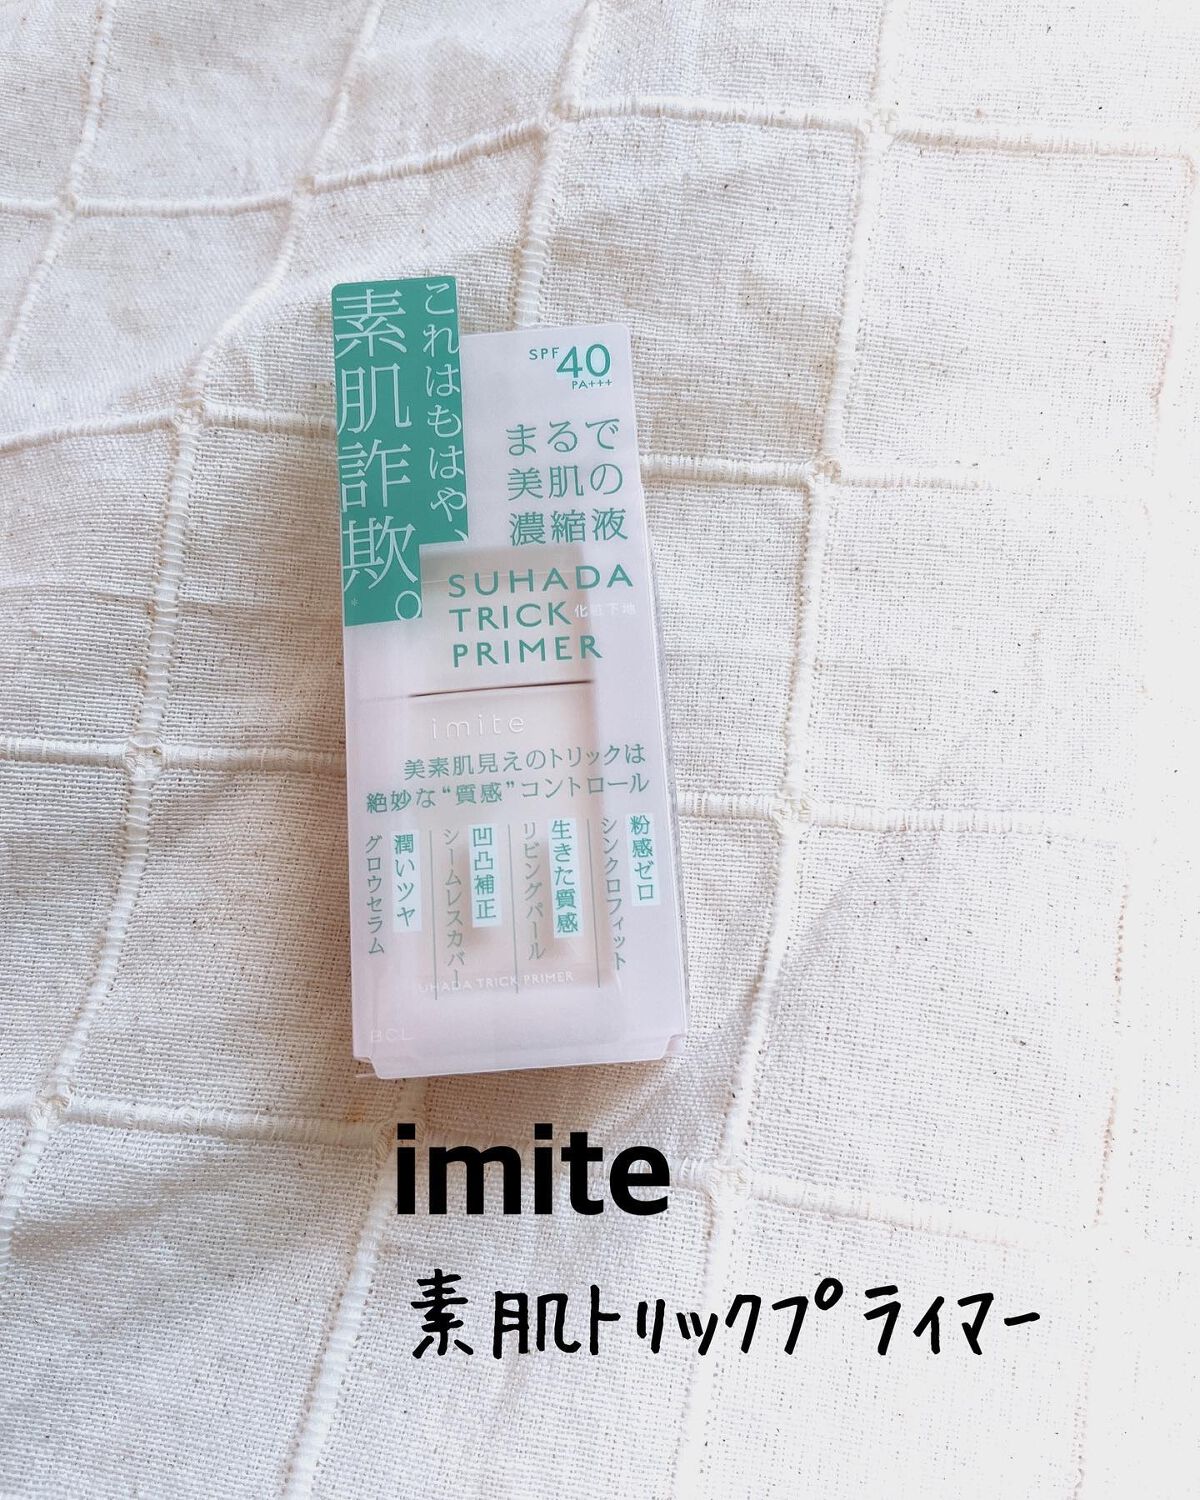 これはもはや、
素肌詐欺。
*
SPF40
PA+++
まるで
美肌の
濃縮液
SUHADA
TRICK 化粧下地
PRIMER
imite
美素肌見えのトリックは
絶妙な“質感”コントロール
粉感ゼロ
シンクロフィット
生きた質感
リビングパール
凹凸補正
シームレスカバー
潤いツヤ
グロウセラム
SUHADA TRICK PRIMER
BCL
imite
素肌トリックプライマー